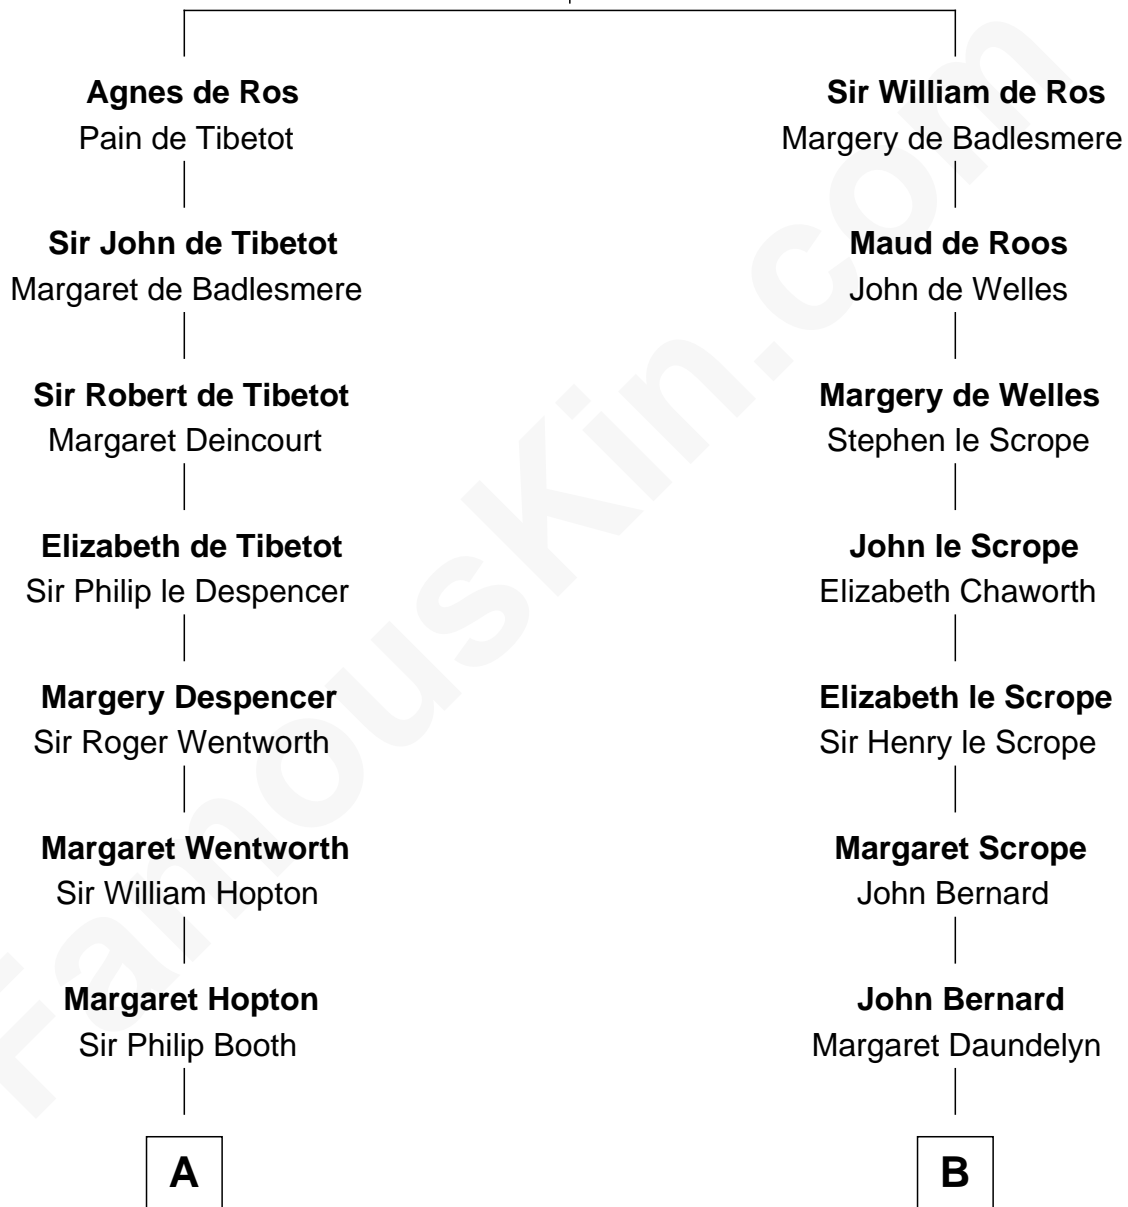 Agnes de Ros
Pain de Tibetot
Sir John de Tibetot
Margaret de Badlesmere
Sir Robert de Tibetot
Margaret Deincourt
Elizabeth de Tibetot
Sir Philip le Despencer
Margery Despencer
Sir Roger Wentworth
Margaret Wentworth
Sir William Hopton
Margaret Hopton
Sir Philip Booth
A
Sir William de Ros
Margery de Badlesmere
Maud de Roos
John de Welles
Margery de Welles
Stephen le Scrope
John le Scrope
Elizabeth Chaworth
Elizabeth le Scrope
Sir Henry le Scrope
Margaret Scrope
John Bernard
John Bernard
Margaret Daundelyn
B
FamousKin.com